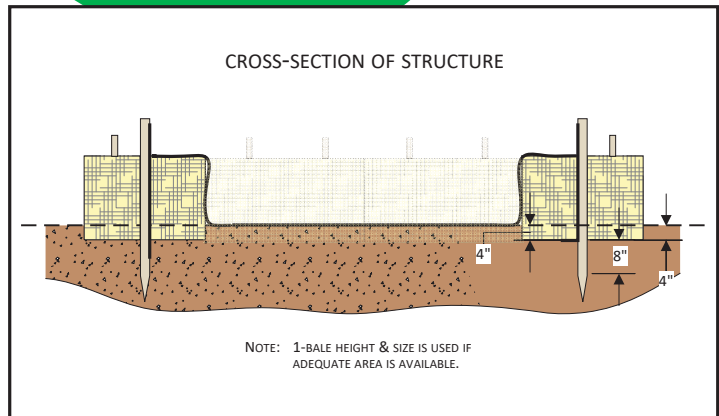 CROSS-SECTION OF STRUCTURE
4"
8"
4"
NOTE: 1-BALE HEIGHT & SIZE IS USED IF
ADEQUATE AREA IS AVAILABLE.